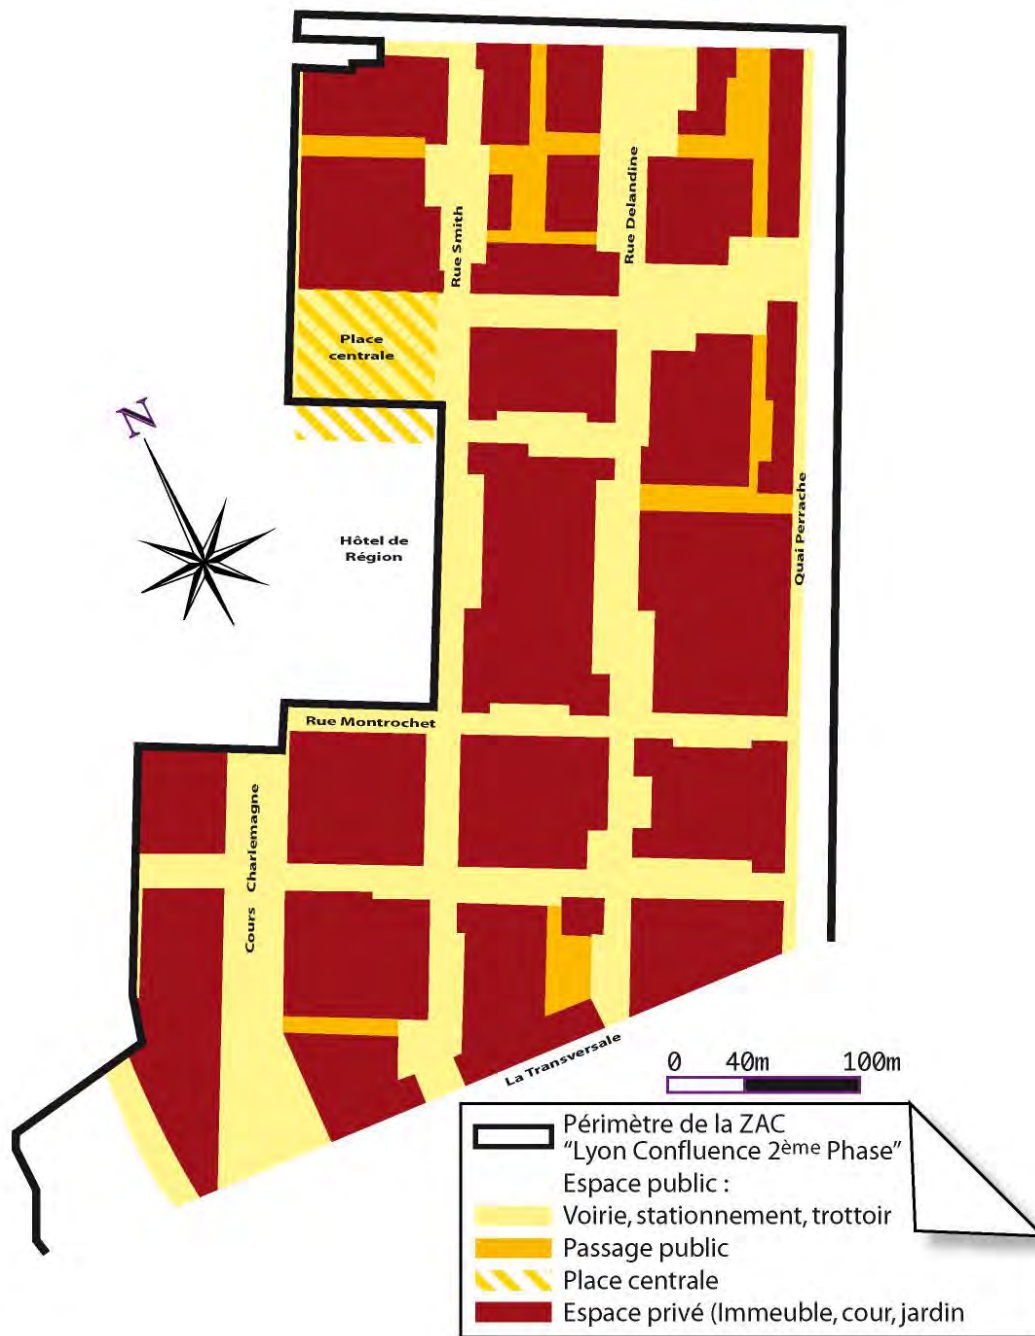 Rue Smith
Rue Delandine
Place
centrale
N
Hôtel de
Région
Quai Perrache
Rue Montrochet
Cours Charlemagne
La Transversale
0 40m 100m
Périmètre de la ZAC
“Lyon Confluence 2ème Phase”
Espace public :
Voirie, stationnement, trottoir
Passage public
Place centrale
Espace privé (Immeuble, cour, jardin